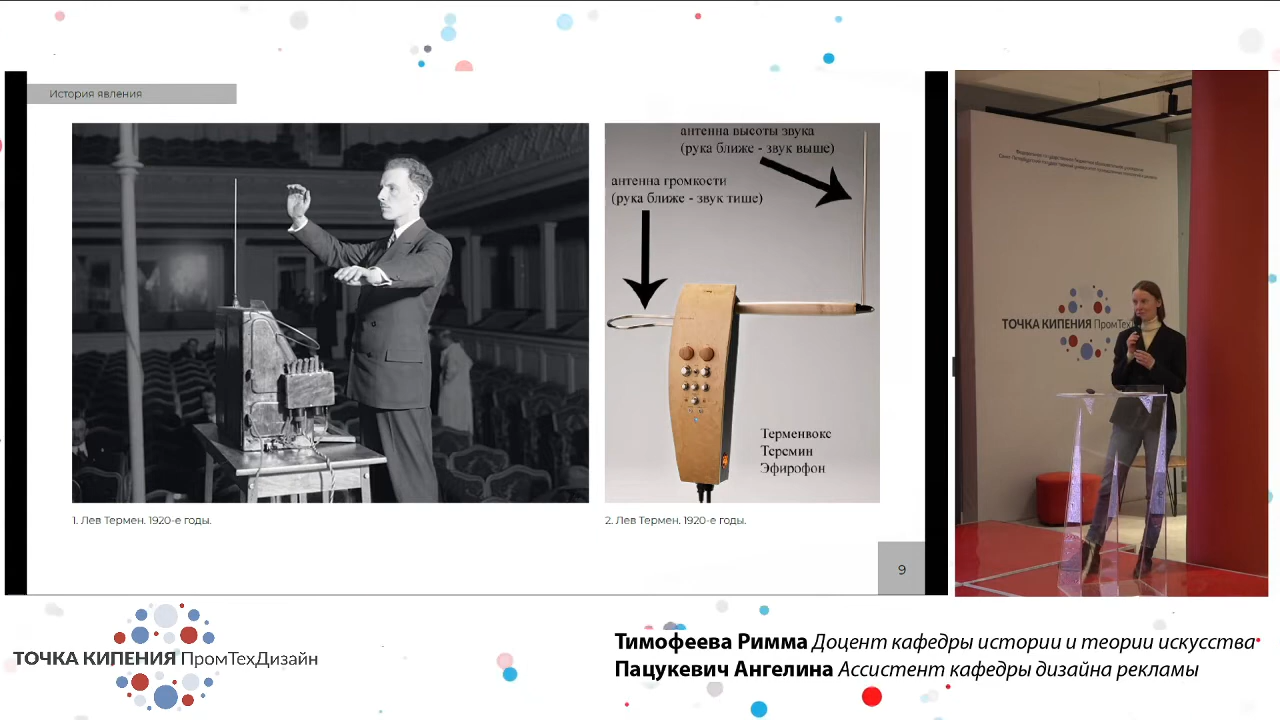 История явления
антенна высоты звука
(рука ближе - звук выше)
антенна громкости
(рука ближе - звук тише)
Терменвокс
Теремин
Эфирофон
1. Лев Термен. 1920-е годы.
2. Лев Термен. 1920-е годы.
9
ТОЧКА КИПЕНИЯ ПромТех
ТОЧКА КИПЕНИЯ ПромТехДизайн
Тимофеева Римма Доцент кафедры истории и теории искусства
Пацукевич Ангелина Ассистент кафедры дизайна рекламы